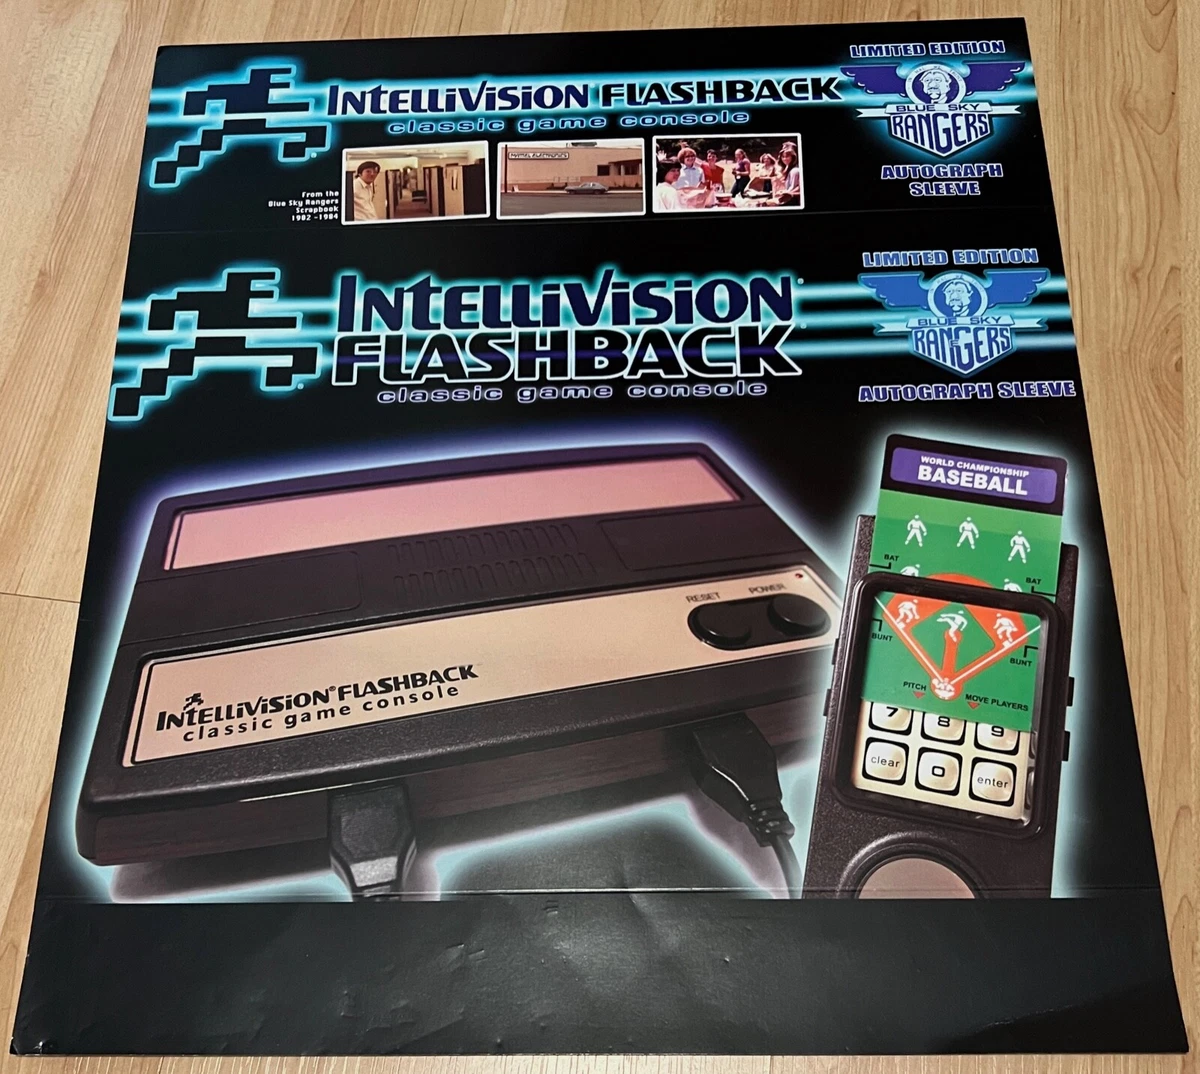 LIMITED EDITION
INTELLIVISION FLASHBACK
classic game console
BLUE SKY
RANGERS
AUTOGRAPH
SLEEVE
From the
Blue Sky Rangers
Scrapbook
1982 -1984
MATTEL ELECTRONICS
LIMITED EDITION
INTELLIVISION
FLASHBACK
classic game console
BLUE SKY
RANGERS
AUTOGRAPH SLEEVE
WORLD CHAMPIONSHIP
BASEBALL
BAT
BAT
BUNT
BUNT
PITCH
MOVE PLAYERS
7 8 9
clear 0 enter
RESET
POWER
INTELLIVISION® FLASHBACK
classic game console